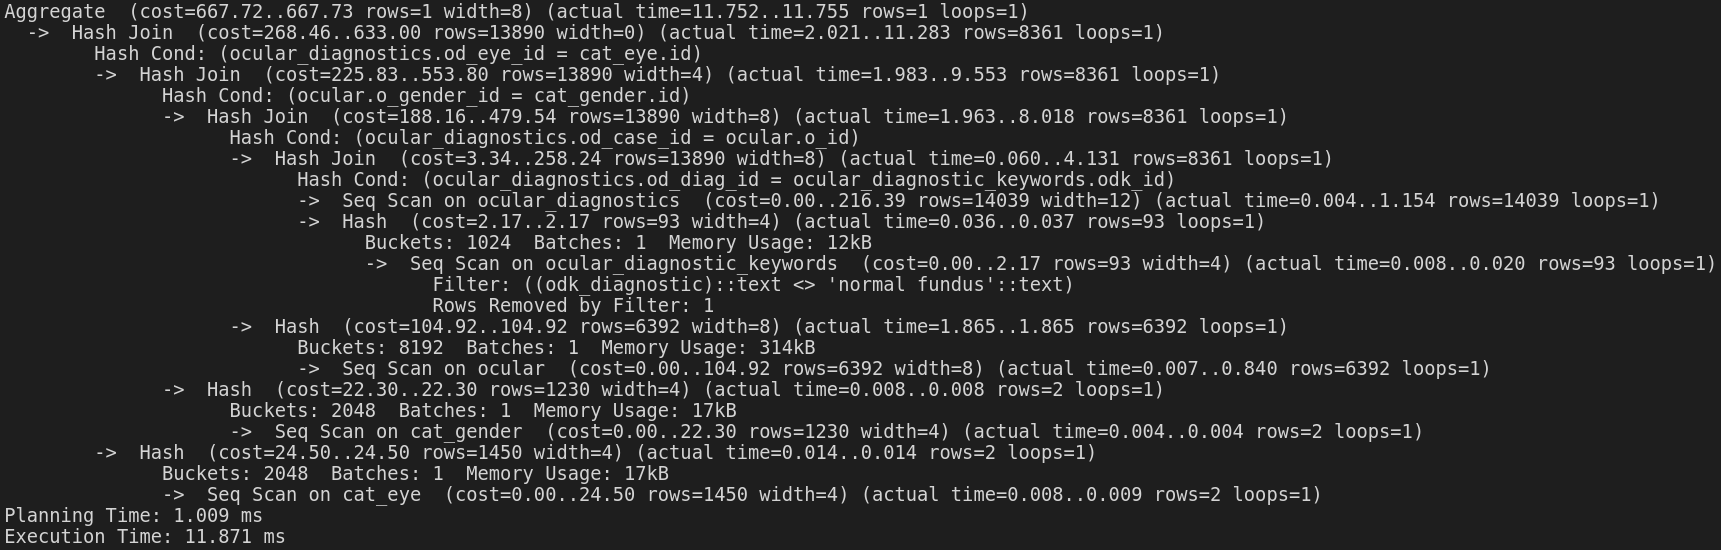 Aggregate  (cost=667.72..667.73 rows=1 width=8) (actual time=11.752..11.755 rows=1 loops=1)
  ->  Hash Join  (cost=268.46..633.00 rows=13890 width=0) (actual time=2.021..11.283 rows=8361 loops=1)
        Hash Cond: (ocular_diagnostics.od_eye_id = cat_eye.id)
        ->  Hash Join  (cost=225.83..553.80 rows=13890 width=4) (actual time=1.983..9.553 rows=8361 loops=1)
              Hash Cond: (ocular.o_gender_id = cat_gender.id)
              ->  Hash Join  (cost=188.16..479.54 rows=13890 width=8) (actual time=1.963..8.018 rows=8361 loops=1)
                    Hash Cond: (ocular_diagnostics.od_case_id = ocular.o_id)
                    ->  Hash Join  (cost=3.34..258.24 rows=13890 width=8) (actual time=0.060..4.131 rows=8361 loops=1)
                          Hash Cond: (ocular_diagnostics.od_diag_id = ocular_diagnostic_keywords.odk_id)
                          ->  Seq Scan on ocular_diagnostics  (cost=0.00..216.39 rows=14039 width=12) (actual time=0.004..1.154 rows=14039 loops=1)
                          ->  Hash  (cost=2.17..2.17 rows=93 width=4) (actual time=0.036..0.037 rows=93 loops=1)
                                Buckets: 1024  Batches: 1  Memory Usage: 12kB
                                ->  Seq Scan on ocular_diagnostic_keywords  (cost=0.00..2.17 rows=93 width=4) (actual time=0.008..0.020 rows=93 loops=1)
                                      Filter: ((odk_diagnostic)::text <> 'normal fundus'::text)
                                      Rows Removed by Filter: 1
                    ->  Hash  (cost=104.92..104.92 rows=6392 width=8) (actual time=1.865..1.865 rows=6392 loops=1)
                          Buckets: 8192  Batches: 1  Memory Usage: 314kB
                          ->  Seq Scan on ocular  (cost=0.00..104.92 rows=6392 width=8) (actual time=0.007..0.840 rows=6392 loops=1)
              ->  Hash  (cost=22.30..22.30 rows=1230 width=4) (actual time=0.008..0.008 rows=2 loops=1)
                    Buckets: 2048  Batches: 1  Memory Usage: 17kB
                    ->  Seq Scan on cat_gender  (cost=0.00..22.30 rows=1230 width=4) (actual time=0.004..0.004 rows=2 loops=1)
        ->  Hash  (cost=24.50..24.50 rows=1450 width=4) (actual time=0.014..0.014 rows=2 loops=1)
              Buckets: 2048  Batches: 1  Memory Usage: 17kB
              ->  Seq Scan on cat_eye  (cost=0.00..24.50 rows=1450 width=4) (actual time=0.008..0.009 rows=2 loops=1)
Planning Time: 1.009 ms
Execution Time: 11.871 ms